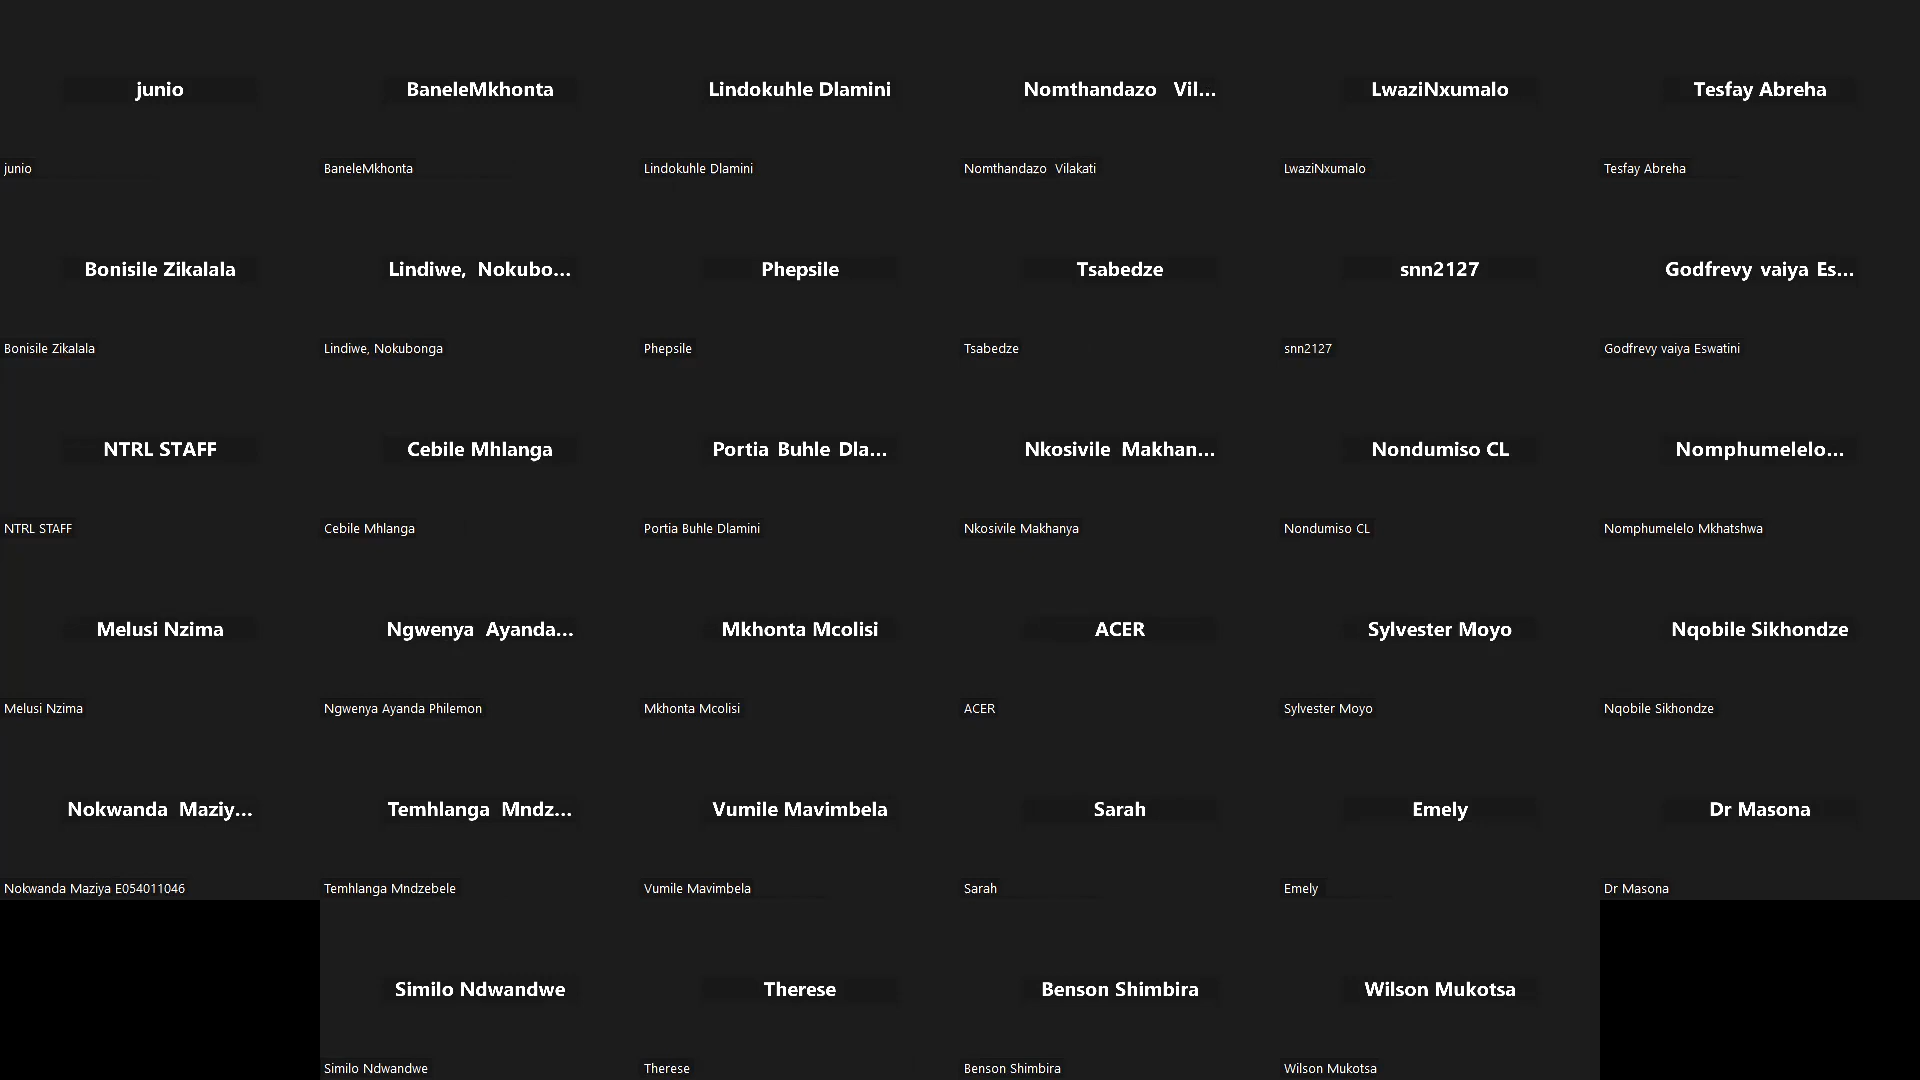 junio
BaneleMkhonta
Lindokuhle Dlamini
Nomthandazo Vil...
LwaziNxumalo
Tesfay Abreha
junio
BaneleMkhonta
Lindokuhle Dlamini
Nomthandazo Vilakati
LwaziNxumalo
Tesfay Abreha
Bonisile Zikalala
Lindiwe, Nokubo...
Phepsile
Tsabedze
snn2127
Godfrevy vaiya Es...
Bonisile Zikalala
Lindiwe, Nokubonga
Phepsile
Tsabedze
snn2127
Godfrevy vaiya Eswatini
NTRL STAFF
Cebile Mhlanga
Portia Buhle Dla...
Nkosivile Makhan...
Nondumiso CL
Nomphumelelo...
NTRL STAFF
Cebile Mhlanga
Portia Buhle Dlamini
Nkosivile Makhanya
Nondumiso CL
Nomphumelelo Mkhatshwa
Melusi Nzima
Ngwenya Ayanda...
Mkhonta Mcolisi
ACER
Sylvester Moyo
Nqobile Sikhondze
Melusi Nzima
Ngwenya Ayanda Philemon
Mkhonta Mcolisi
ACER
Sylvester Moyo
Nqobile Sikhondze
Nokwanda Maziy...
Temhlanga Mndz...
Vumile Mavimbela
Sarah
Emely
Dr Masona
Nokwanda Maziya E054011046
Temhlanga Mndzebele
Vumile Mavimbela
Sarah
Emely
Dr Masona
Similo Ndwandwe
Therese
Benson Shimbira
Wilson Mukotsa
Similo Ndwandwe
Therese
Benson Shimbira
Wilson Mukotsa